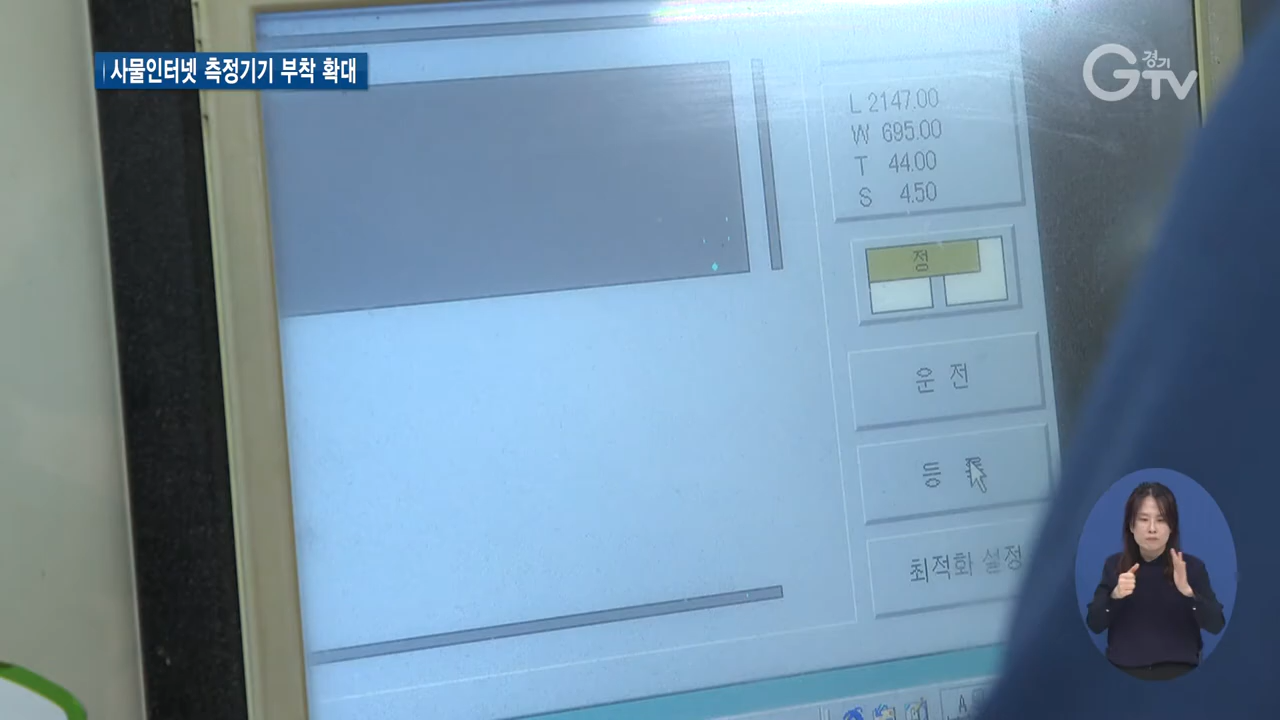 사물인터넷 측정기기 부착 확대
경기
GTV
L 2147.00
W 695.00
T 44.00
S 4.50
정
운 전
등 록
최적화 설정
A